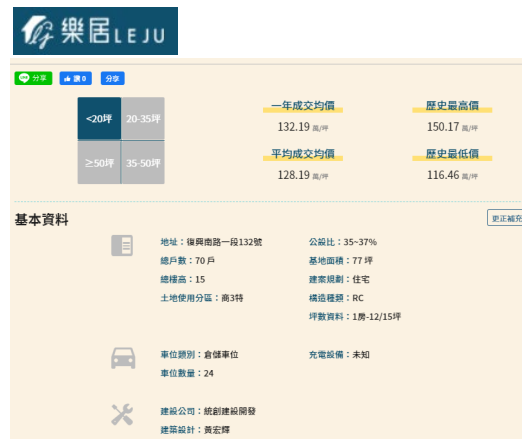 樂居LEJU
分享 讚 0 分享
<20坪 20-35坪
≥50坪 35-50坪
一年成交均價 歷史最高價
132.19 萬/坪 150.17 萬/坪
平均成交均價 歷史最低價
128.19 萬/坪 116.46 萬/坪
基本資料 更正補充
地址：復興南路一段132號 公設比：35~37%
總戶數：70 戶 基地面積：77 坪
總樓高：15 建案規劃：住宅
土地使用分區：商3特 構造種類：RC
坪數資料：1房-12/15坪
車位類別：倉儲車位 充電設備：未知
車位數量：24
建設公司：統創建設開發
建築設計：黃宏輝